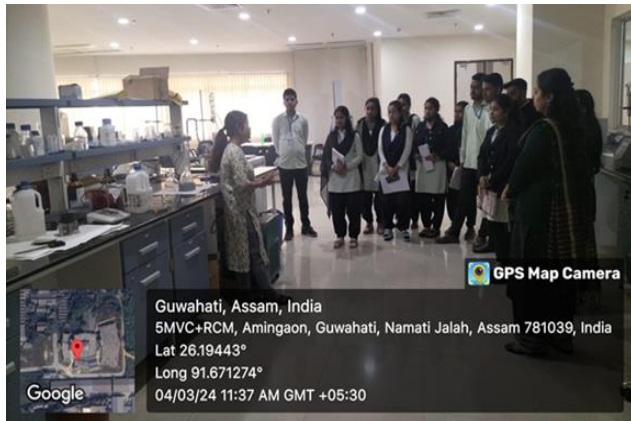 GPS Map Camera
Guwahati, Assam, India
5MVC+RCM, Amingaon, Guwahati, Namati Jalah, Assam 781039, India
Lat 26.19443°
Long 91.671274°
04/03/24 11:37 AM GMT +05:30
Google